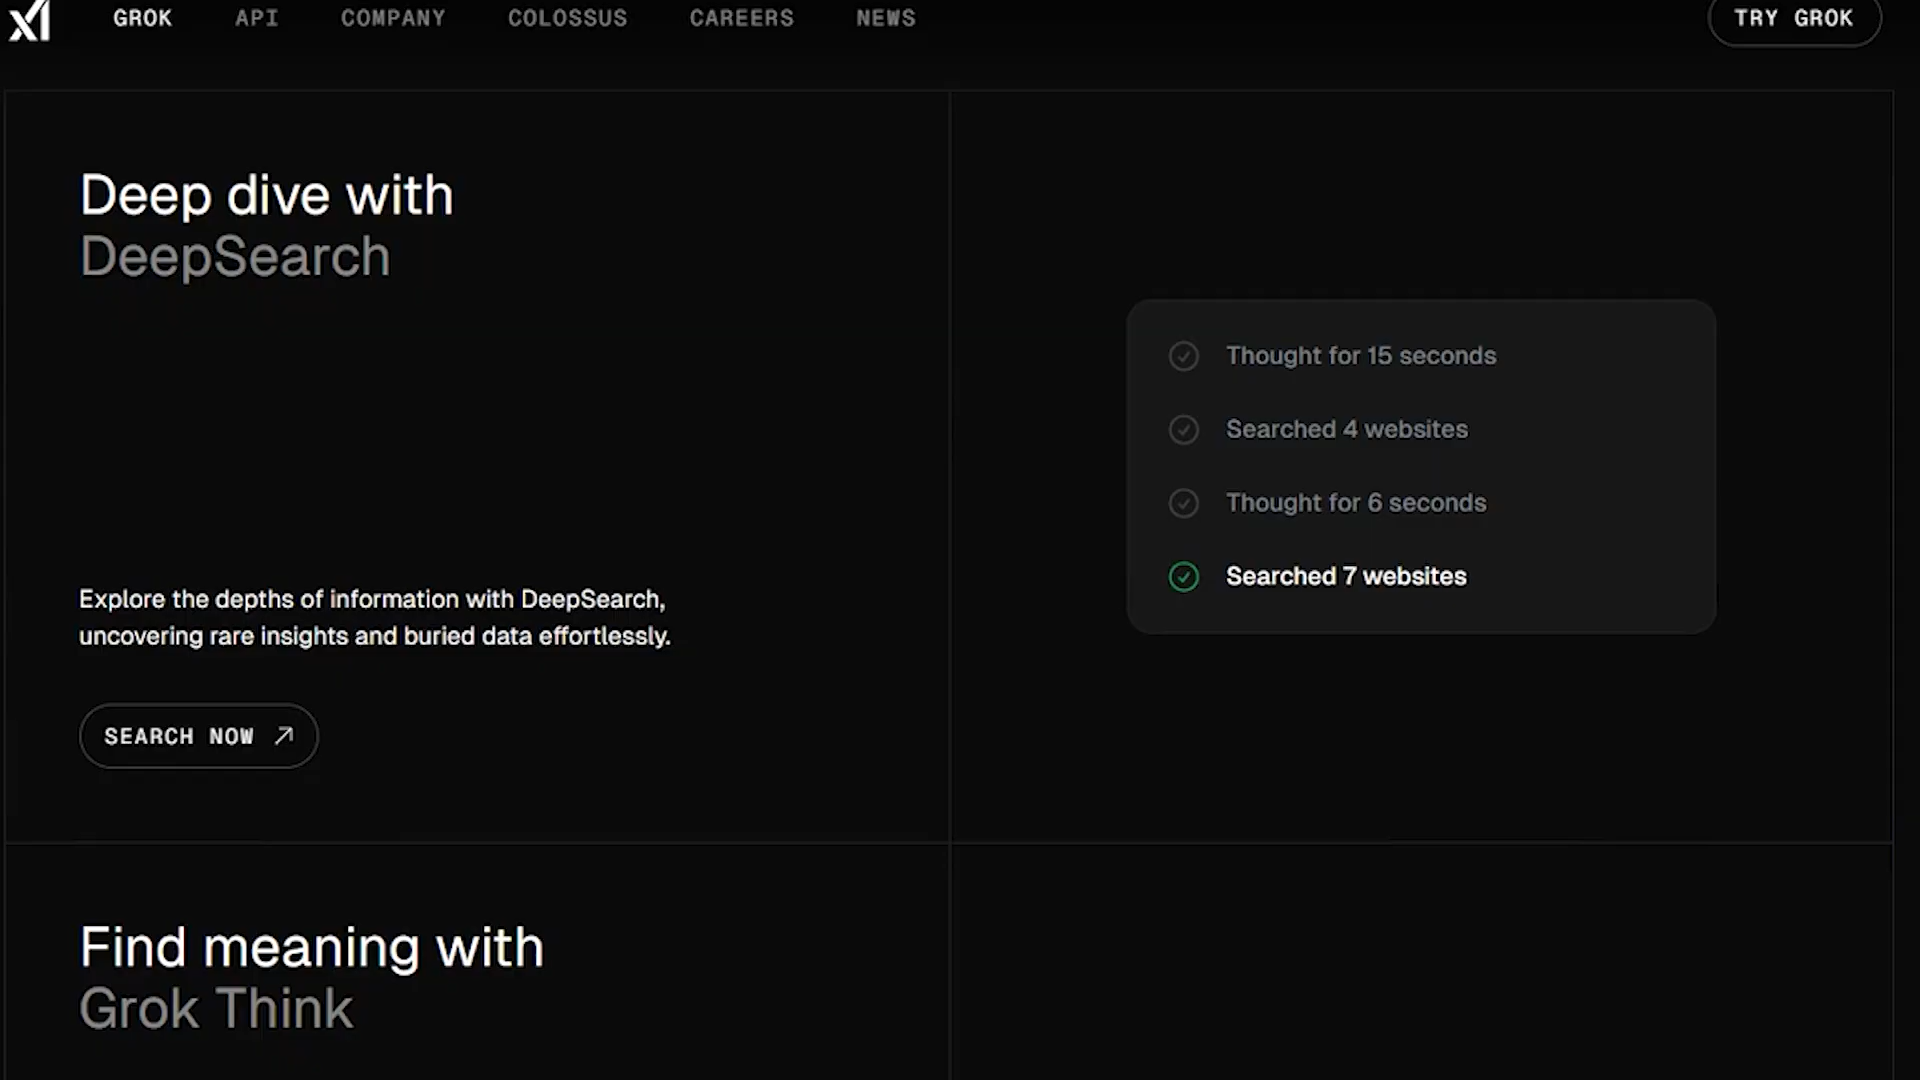 xI
GROK
API
COMPANY
COLOSSUS
CAREERS
NEWS
TRY GROK
Deep dive with
DeepSearch
Explore the depths of information with DeepSearch,
uncovering rare insights and buried data effortlessly.
SEARCH NOW
Thought for 15 seconds
Searched 4 websites
Thought for 6 seconds
Searched 7 websites
Find meaning with
Grok Think